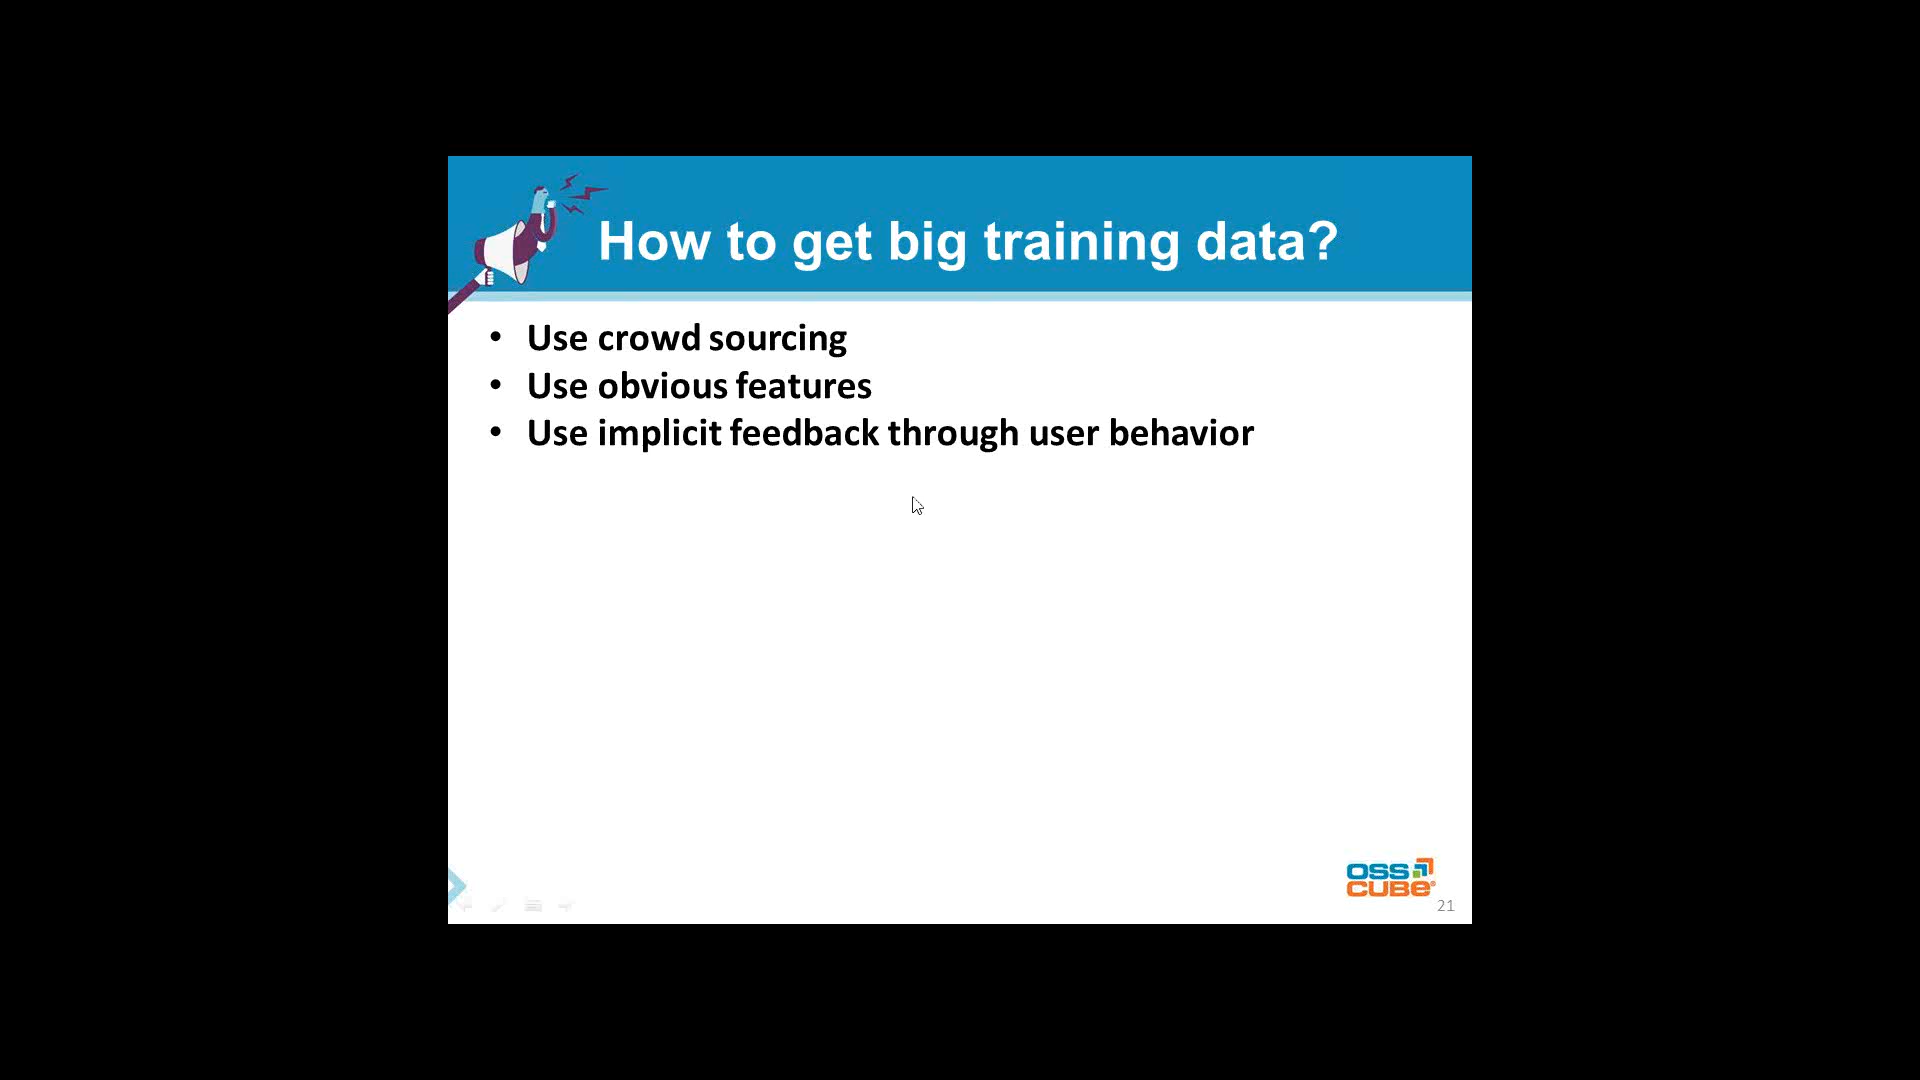 How to get big training data?
• Use crowd sourcing
• Use obvious features
• Use implicit feedback through user behavior
OSS
CUBE
21